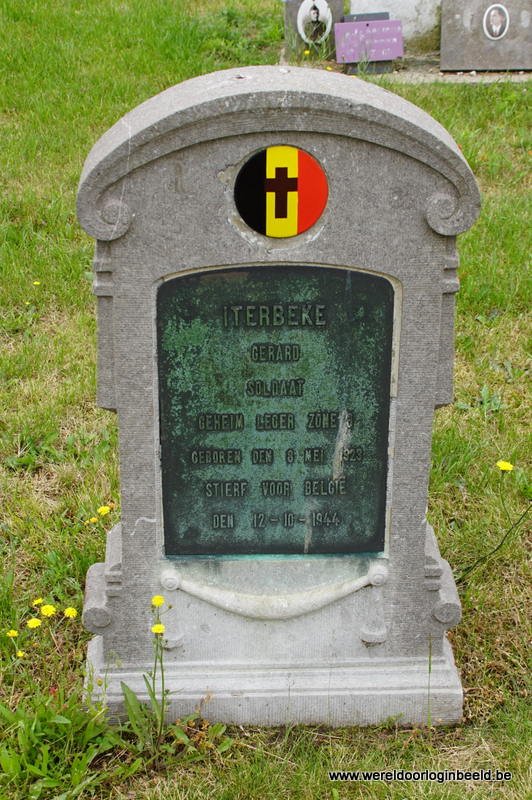 ITERBEKE
GERARD
SOLDAAT
GEHEIM LEGER ZONE
GEBOREN DEN 8 MEI 1923
STIERF VOOR BELGIE
DEN 12-10-1944
www.wereldoorloginbeeld.be